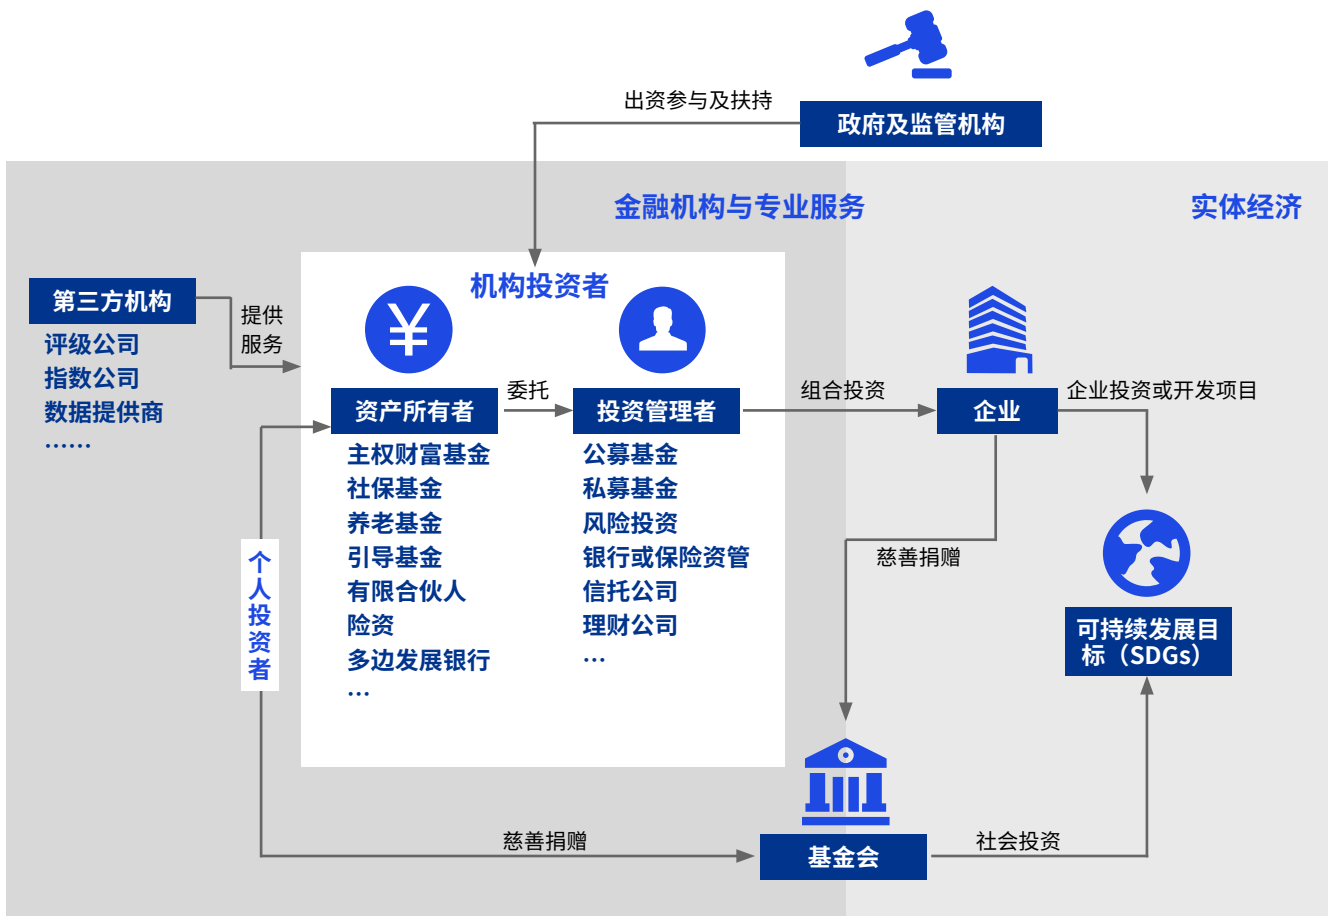 出资参与及扶持
政府及监管机构
金融机构与专业服务
实体经济
第三方机构
评级公司
指数公司
数据提供商
……
提供
服务
机构投资者
¥
资产所有者
委托
投资管理者
组合投资
企业
企业投资或开发项目
主权财富基金
社保基金
养老基金
引导基金
有限合伙人
险资
多边发展银行
…
公募基金
私募基金
风险投资
银行或保险资管
信托公司
理财公司
…
个
人
投
资
者
慈善捐赠
可持续发展目
标（SDGs）
慈善捐赠
基金会
社会投资